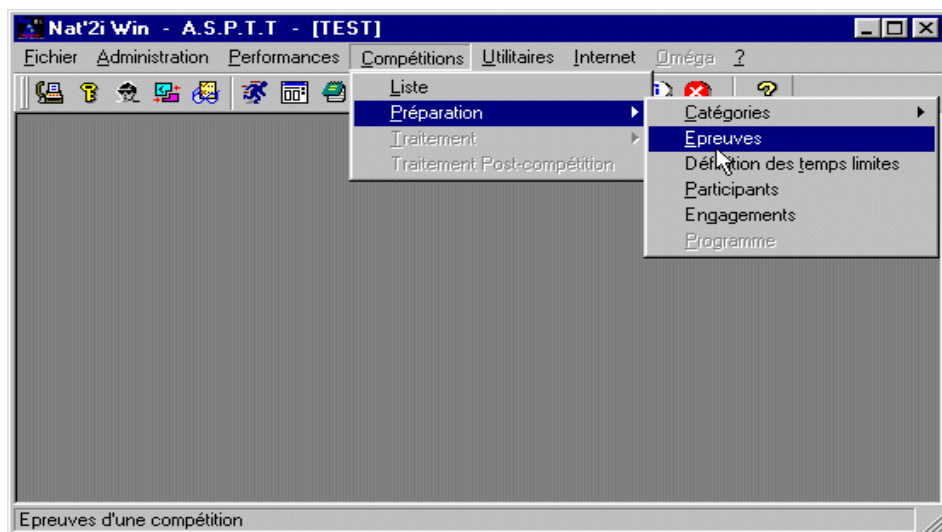 Nat'2i Win - A.S.P.T.T - [TEST]
Fichier Administration Performances Compétitions Utilitaires Internet Oméga ?
Liste
Préparation
Traitement
Traitement Post-compétition
Catégories
Epreuves
Définition des temps limites
Participants
Engagements
Programme
Epreuves d'une compétition